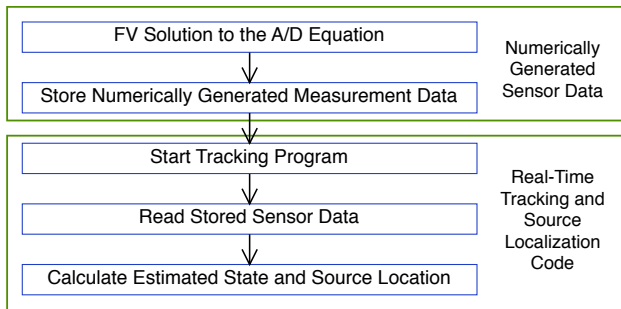 FV Solution to the A/D Equation
Store Numerically Generated Measurement Data
Numerically
Generated
Sensor Data
Start Tracking Program
Read Stored Sensor Data
Calculate Estimated State and Source Location
Real-Time
Tracking and
Source
Localization
Code